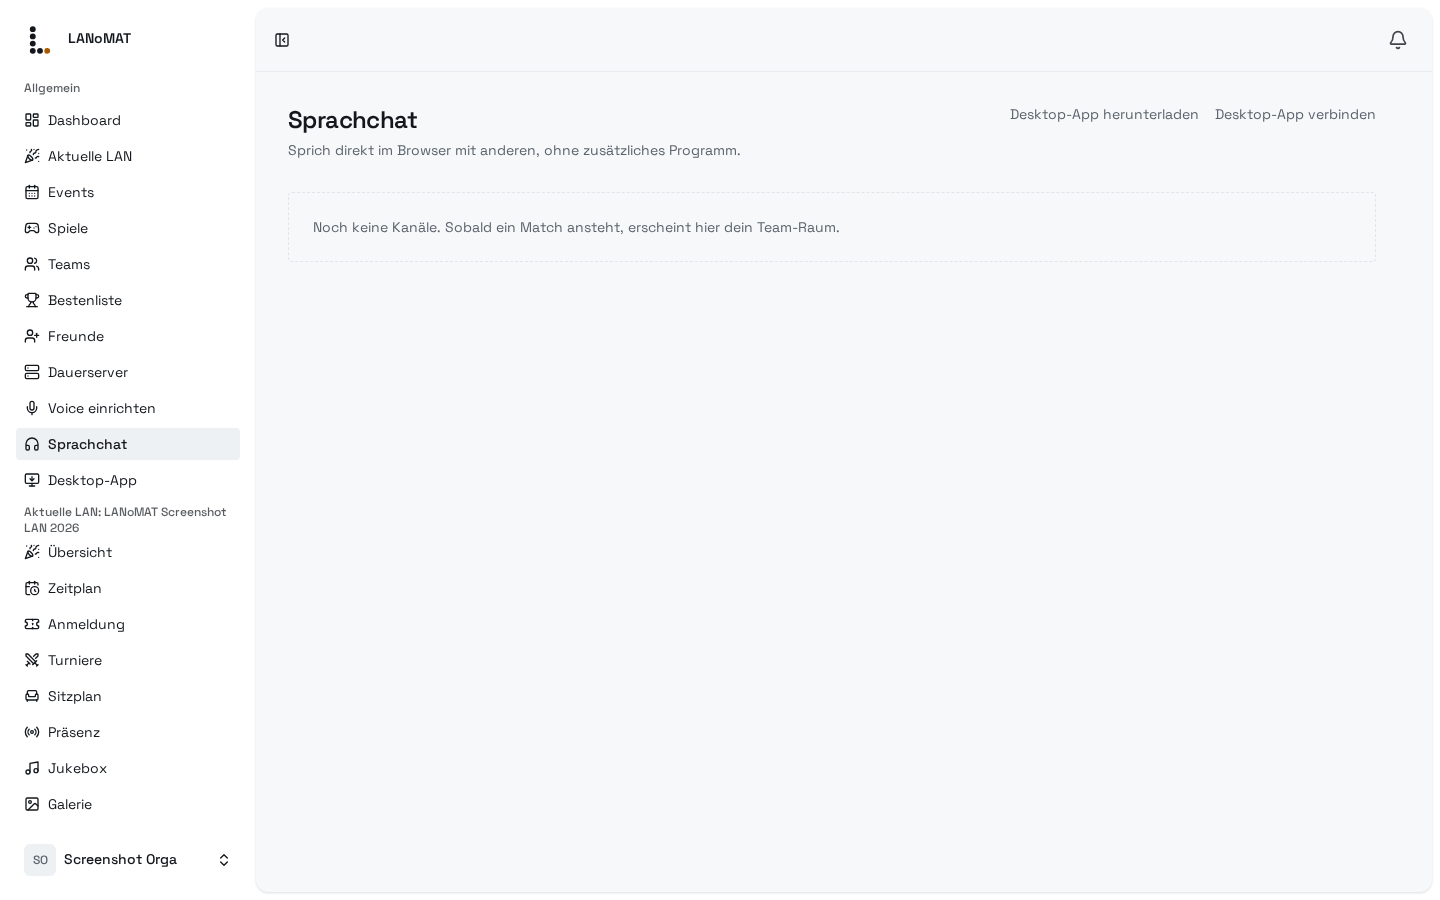 LANoMAT
Allgemein
Dashboard
Aktuelle LAN
Events
Spiele
Teams
Bestenliste
Freunde
Dauerserver
Voice einrichten
Sprachchat
Desktop-App
Aktuelle LAN: LANoMAT Screenshot
LAN 2026
Übersicht
Zeitplan
Anmeldung
Turniere
Sitzplan
Präsenz
Jukebox
Galerie
SO
Screenshot Orga
Sprachchat
Desktop-App herunterladen
Desktop-App verbinden
Sprich direkt im Browser mit anderen, ohne zusätzliches Programm.
Noch keine Kanäle. Sobald ein Match ansteht, erscheint hier dein Team-Raum.